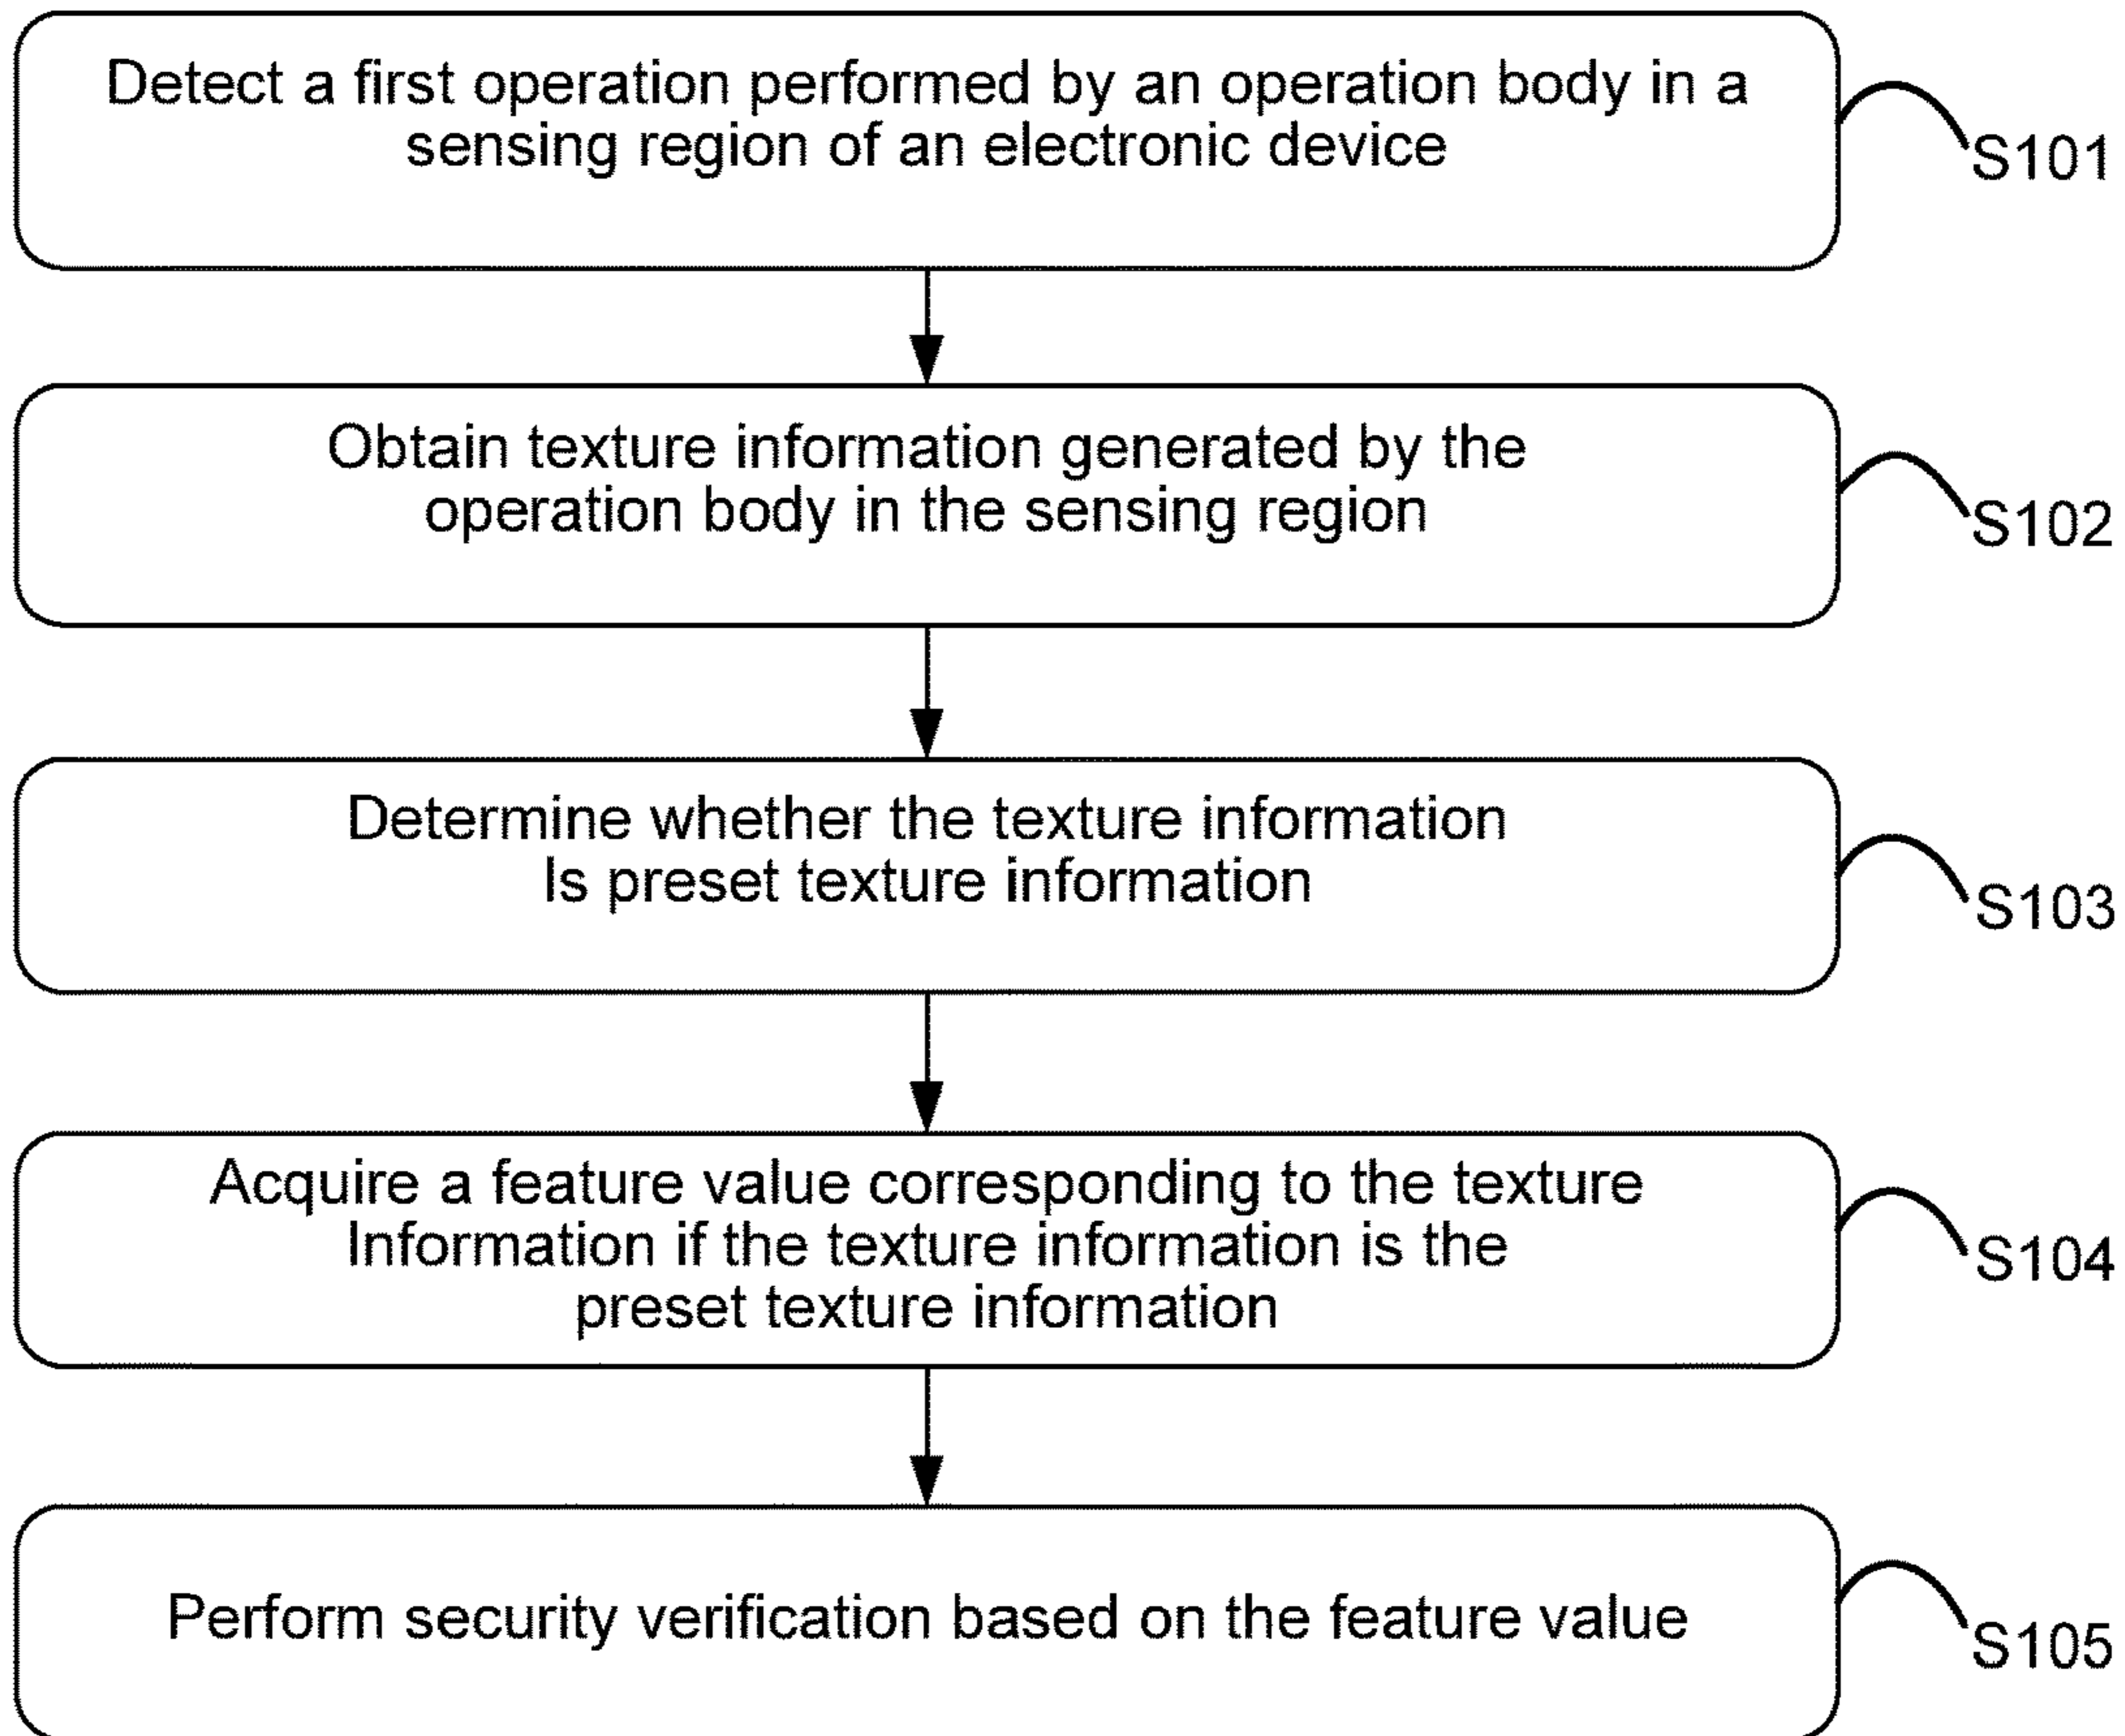 Detect a first operation performed by an operation body in a
sensing region of an electronic device
S101
Obtain texture information generated by the
operation body in the sensing region
S102
Determine whether the texture information
Is preset texture information
S103
Acquire a feature value corresponding to the texture
Information if the texture information is the
preset texture information
S104
Perform security verification based on the feature value
S105